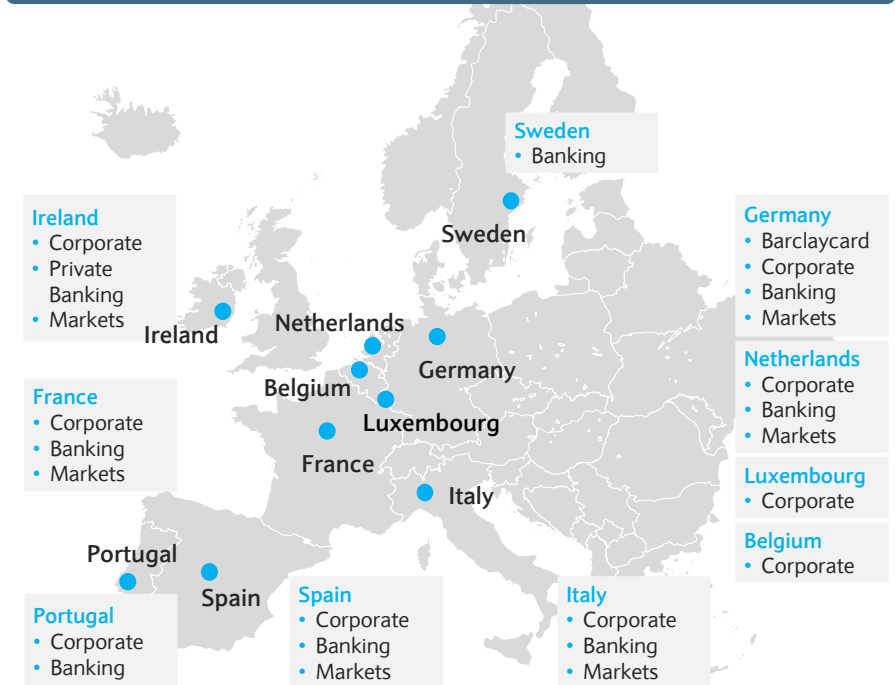 Sweden
• Banking
Ireland
• Corporate
• Private
Banking
• Markets
Germany
• Barclaycard
• Corporate
• Banking
• Markets
Sweden
Ireland
Netherlands
Germany
Belgium
Luxembourg
France
Italy
Portugal
Spain
France
• Corporate
• Banking
• Markets
Netherlands
• Corporate
• Banking
• Markets
Luxembourg
• Corporate
Belgium
• Corporate
Portugal
• Corporate
• Banking
Spain
• Corporate
• Banking
• Markets
Italy
• Corporate
• Banking
• Markets